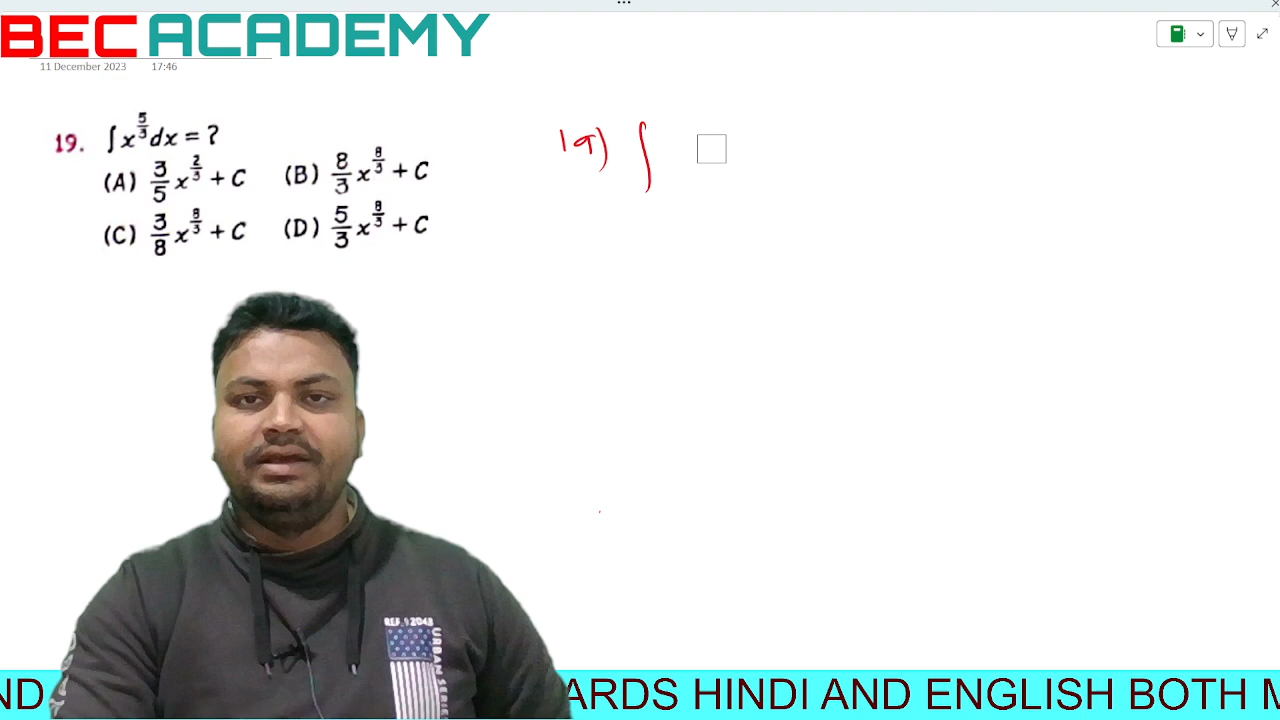 BEC ACADEMY
11 December 2023 17:46
19. ∫x^{5/3}dx = ?
(A) 3/5 x^{2/3} + C (B) 8/3 x^{8/3} + C
(C) 3/8 x^{8/3} + C (D) 5/3 x^{8/3} + C
19) ∫
REF. 2043
URBAN
ND ARDS HINDI AND ENGLISH BOTH M